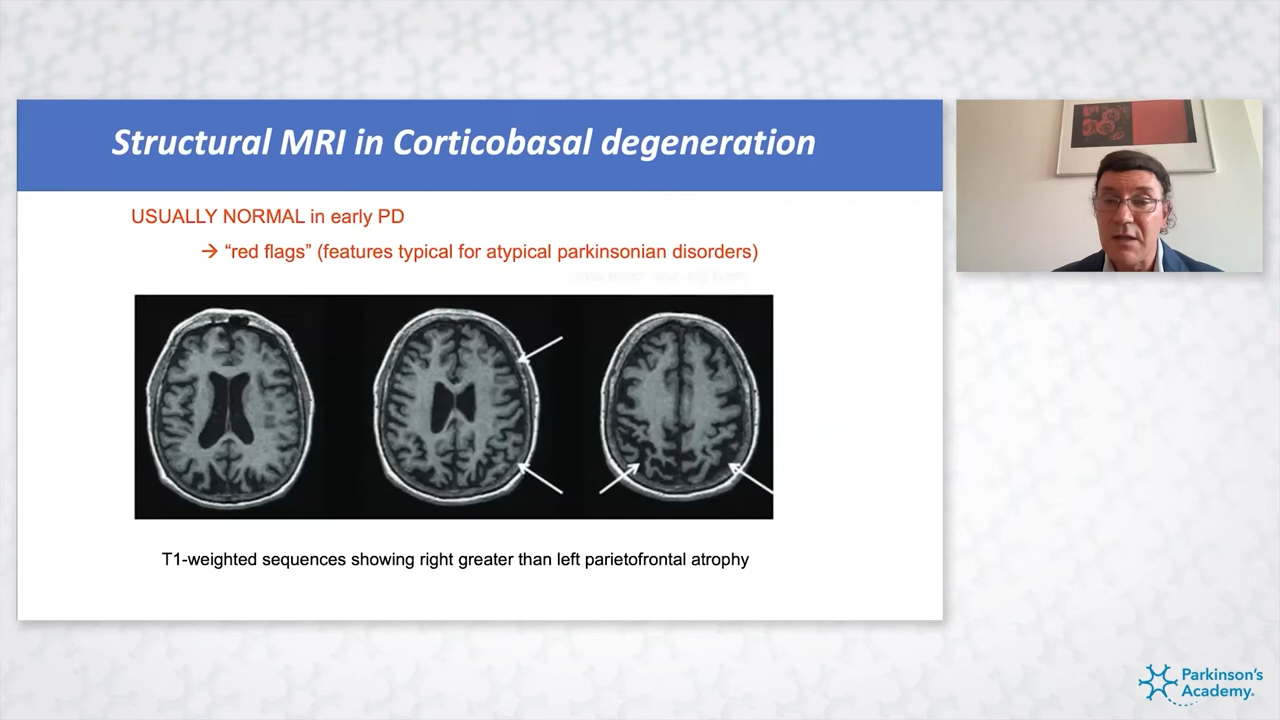 Structural MRI in Corticobasal degeneration
USUALLY NORMAL in early PD
→ “red flags” (features typical for atypical parkinsonian disorders)
T1-weighted sequences showing right greater than left parietofrontal atrophy
Parkinson’s
Academy.